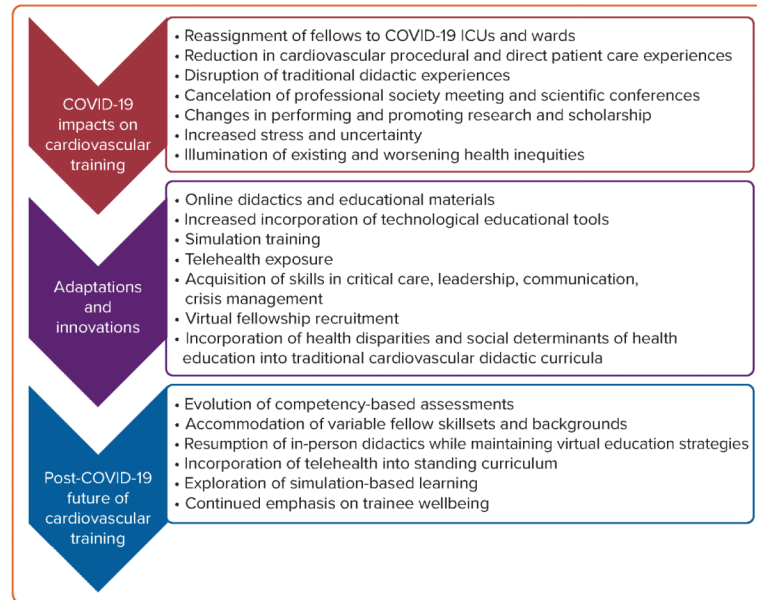 COVID-19
impacts on
cardiovascular
training
• Reassignment of fellows to COVID-19 ICUs and wards
• Reduction in cardiovascular procedural and direct patient care experiences
• Disruption of traditional didactic experiences
• Cancelation of professional society meeting and scientific conferences
• Changes in performing and promoting research and scholarship
• Increased stress and uncertainty
• Illumination of existing and worsening health inequities
Adaptations
and
innovations
• Online didactics and educational materials
• Increased incorporation of technological educational tools
• Simulation training
• Telehealth exposure
• Acquisition of skills in critical care, leadership, communication,
crisis management
• Virtual fellowship recruitment
• Incorporation of health disparities and social determinants of health
education into traditional cardiovascular didactic curricula
Post-COVID-19
future of
cardiovascular
training
• Evolution of competency-based assessments
• Accommodation of variable fellow skillsets and backgrounds
• Resumption of in-person didactics while maintaining virtual education strategies
• Incorporation of telehealth into standing curriculum
• Exploration of simulation-based learning
• Continued emphasis on trainee wellbeing